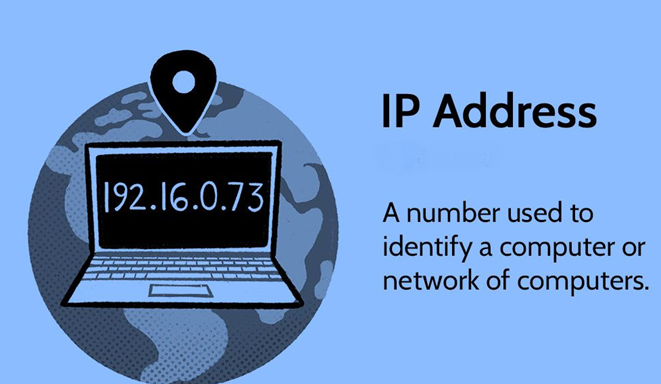 192.16.0.73
IP Address
A number used to
identify a computer or
network of computers.